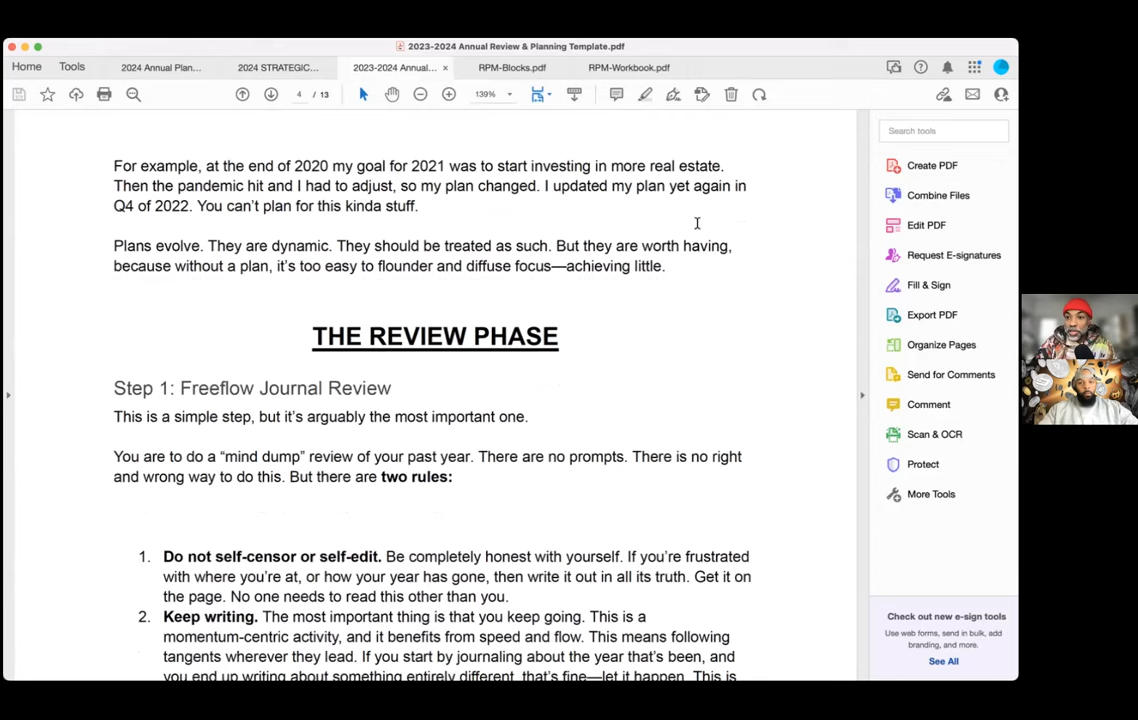 2023-2024 Annual Review & Planning Template.pdf
Home Tools 2024 Annual Plan... 2024 STRATEGIC... 2023-2024 Annual... × RPM-Blocks.pdf RPM-Workbook.pdf
4 / 13 139%
For example, at the end of 2020 my goal for 2021 was to start investing in more real estate.
Then the pandemic hit and I had to adjust, so my plan changed. I updated my plan yet again in
Q4 of 2022. You can't plan for this kinda stuff.
Plans evolve. They are dynamic. They should be treated as such. But they are worth having,
because without a plan, it's too easy to flounder and diffuse focus—achieving little.
THE REVIEW PHASE
Step 1: Freeflow Journal Review
This is a simple step, but it's arguably the most important one.
You are to do a "mind dump" review of your past year. There are no prompts. There is no right
and wrong way to do this. But there are two rules:
1. Do not self-censor or self-edit. Be completely honest with yourself. If you're frustrated
with where you're at, or how your year has gone, then write it out in all its truth. Get it on
the page. No one needs to read this other than you.
2. Keep writing. The most important thing is that you keep going. This is a
momentum-centric activity, and it benefits from speed and flow. This means following
tangents wherever they lead. If you start by journaling about the year that's been, and
you end up writing about something entirely different, that's fine—let it happen. This is
Search tools
Create PDF
Combine Files
Edit PDF
Request E-signatures
Fill & Sign
Export PDF
Organize Pages
Send for Comments
Comment
Scan & OCR
Protect
More Tools
Check out new e-sign tools
Use web forms, send in bulk, add
branding, and more.
See All